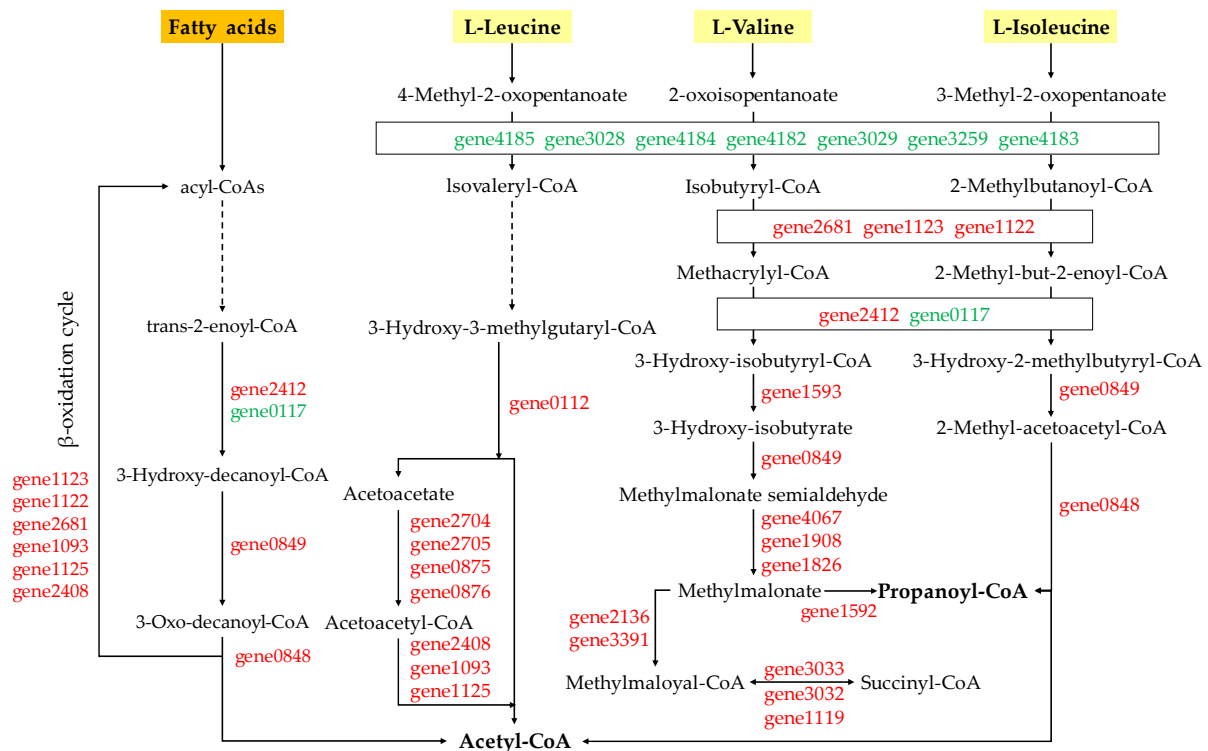 Fatty acids
L-Leucine
L-Valine
L-Isoleucine
4-Methyl-2-oxopentanoate
2-oxoisopentanoate
3-Methyl-2-oxopentanoate
gene4185 gene3028 gene4184 gene4182 gene3029 gene3259 gene4183
acyl-CoAs
lsovaleryl-CoA
Isobutyryl-CoA
2-Methylbutanoyl-CoA
gene2681 gene1123 gene1122
Methacrylyl-CoA
2-Methyl-but-2-enoyl-CoA
β-oxidation cycle
trans-2-enoyl-CoA
3-Hydroxy-3-methylgutaryl-CoA
gene2412 gene0117
3-Hydroxy-isobutyryl-CoA
3-Hydroxy-2-methylbutyryl-CoA
gene2412
gene0117
gene0112
gene1593
gene0849
3-Hydroxy-isobutyrate
2-Methyl-acetoacetyl-CoA
gene0849
3-Hydroxy-decanoyl-CoA
Acetoacetate
Methylmalonate semialdehyde
gene1123
gene1122
gene2681
gene1093
gene1125
gene2408
gene0849
gene2704
gene2705
gene0875
gene0876
gene4067
gene1908
gene1826
gene0848
Methylmalonate
Propanoyl-CoA
gene1592
3-Oxo-decanoyl-CoA
Acetoacetyl-CoA
gene2136
gene3391
gene0848
gene2408
gene1093
gene1125
Methylmaloyal-CoA
gene3033
gene3032
gene1119
Succinyl-CoA
Acetyl-CoA